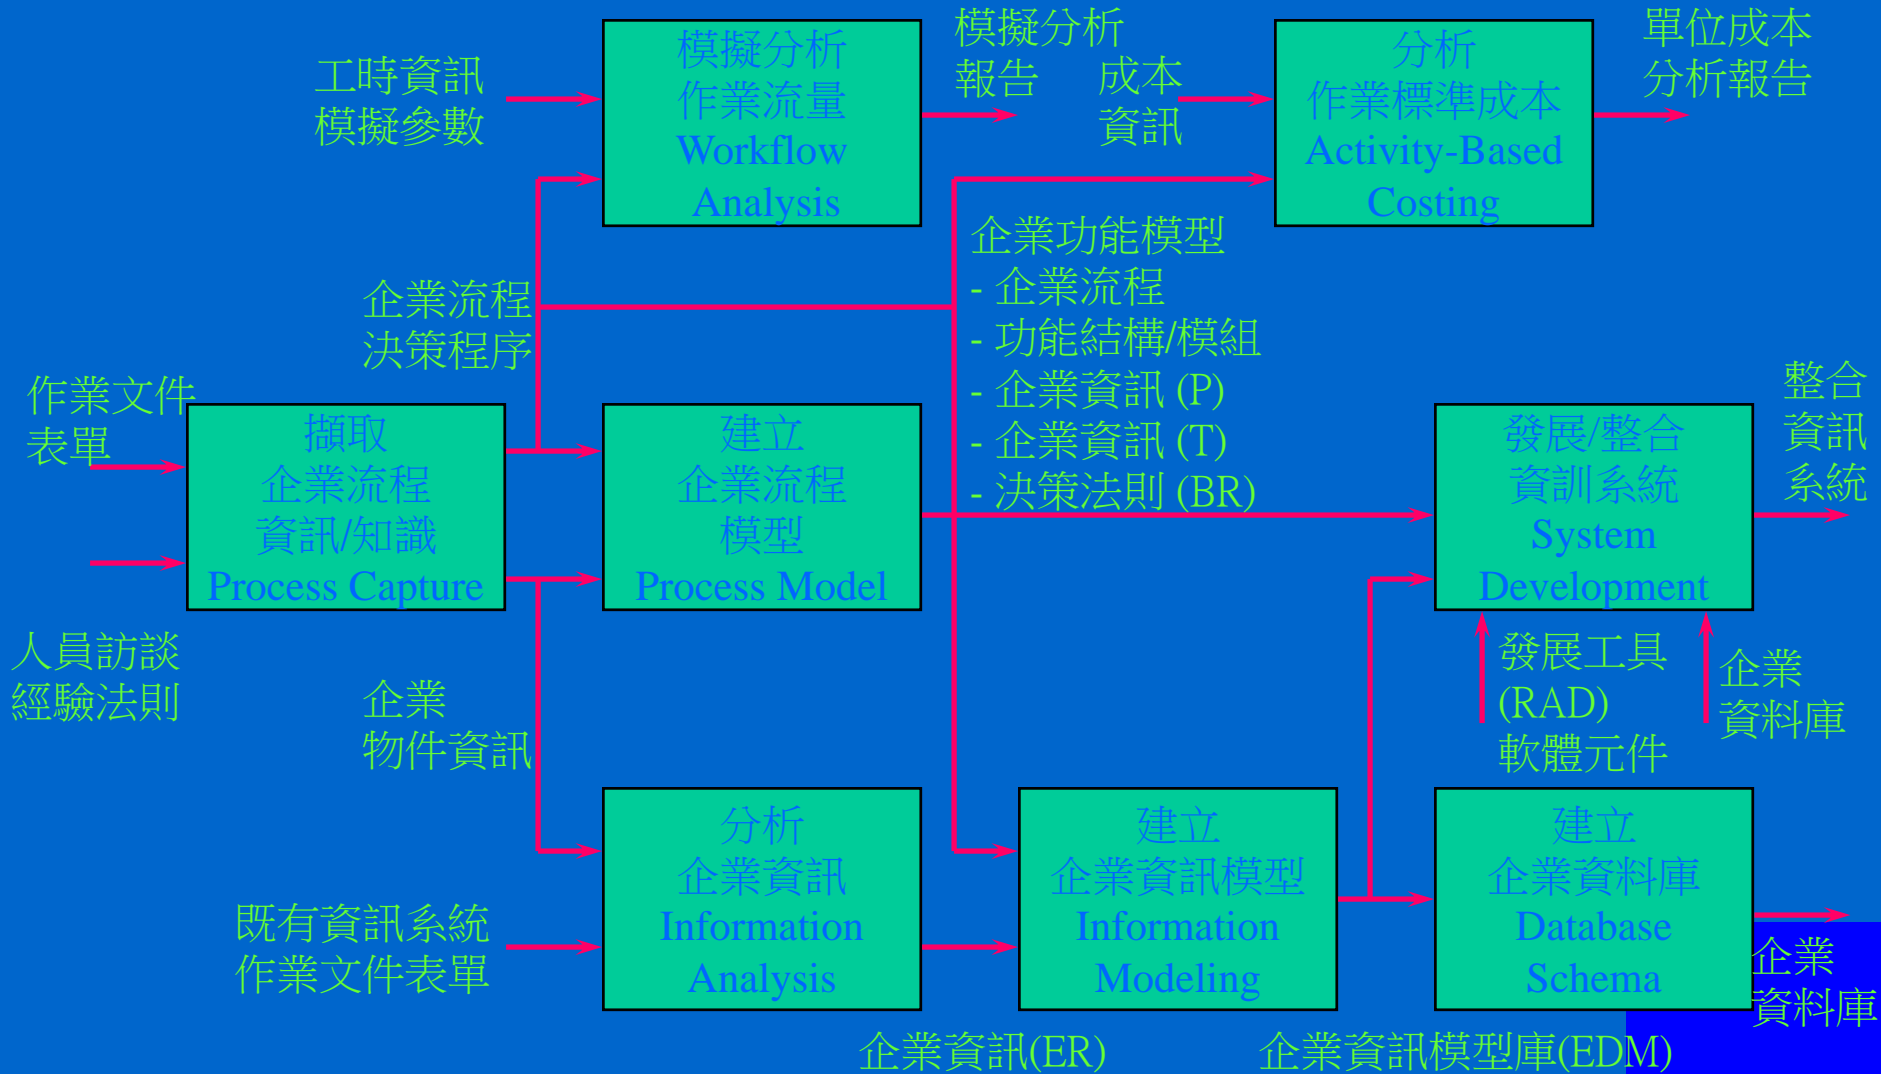 工時資訊
模擬參數
模擬分析
作業流量
Workflow
Analysis
模擬分析
報告
成本
資訊
分析
作業標準成本
Activity-Based
Costing
單位成本
分析報告
企業流程
決策程序
企業功能模型
- 企業流程
- 功能結構/模組
- 企業資訊 (P)
- 企業資訊 (T)
- 決策法則 (BR)
作業文件
表單
人員訪談
經驗法則
擷取
企業流程
資訊/知識
Process Capture
建立
企業流程
模型
Process Model
發展/整合
資訓系統
System
Development
整合
資訊
系統
發展工具
(RAD)
軟體元件
企業
資料庫
企業
物件資訊
既有資訊系統
作業文件表單
分析
企業資訊
Information
Analysis
企業資訊(ER)
建立
企業資訊模型
Information
Modeling
企業資訊模型庫(EDM)
建立
企業資料庫
Database
Schema
企業
資料庫